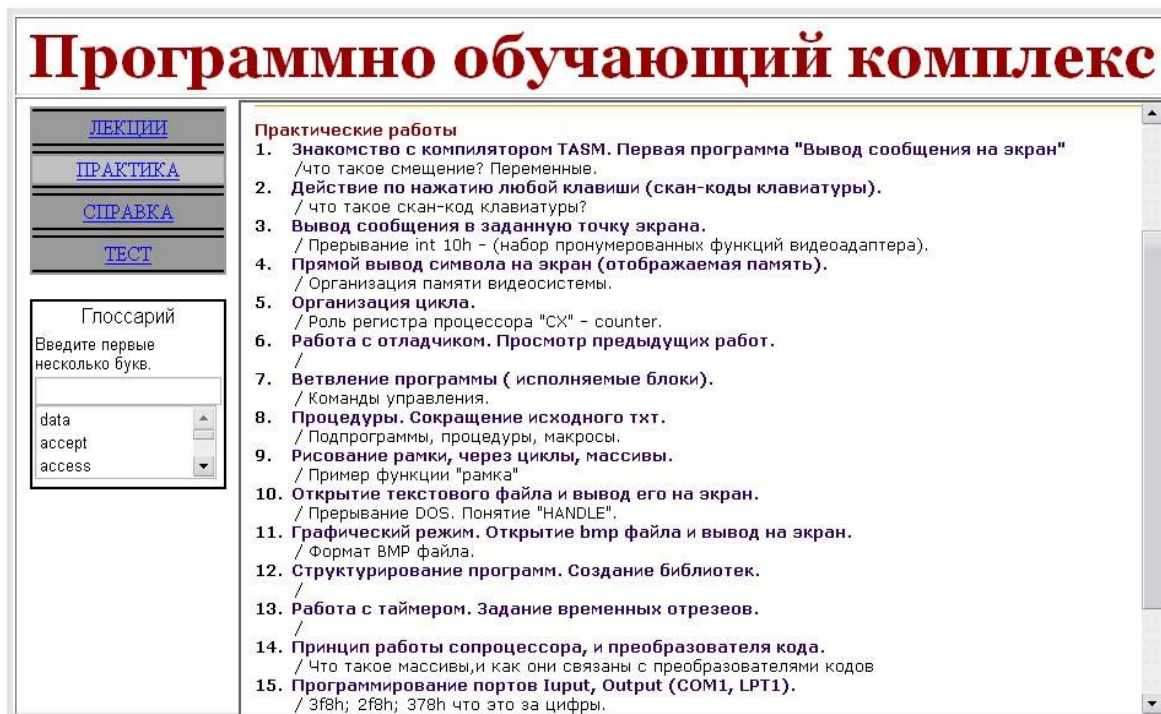 Программно обучающий комплекс
ЛЕКЦИИ
ПРАКТИКА
СПРАВКА
ТЕСТ
Глоссарий
Введите первые
несколько букв.
data
accept
access
Практические работы
1. Знакомство с компилятором TASM. Первая программа "Вывод сообщения на экран"
/что такое смещение? Переменные.
2. Действие по нажатию любой клавиши (скан-коды клавиатуры).
/ что такое скан-код клавиатуры?
3. Вывод сообщения в заданную точку экрана.
/ Прерывание int 10h - (набор пронумерованных функций видеоадаптера).
4. Прямой вывод символа на экран (отображаемая память).
/ Организация памяти видеосистемы.
5. Организация цикла.
/ Роль регистра процессора "CX" - counter.
6. Работа с отладчиком. Просмотр предыдущих работ.
/
7. Ветвление программы ( исполняемые блоки).
/ Команды управления.
8. Процедуры. Сокращение исходного тхт.
/ Подпрограммы, процедуры, макросы.
9. Рисование рамки, через циклы, массивы.
/ Пример функции "рамка"
10. Открытие текстового файла и вывод его на экран.
/ Прерывание DOS. Понятие "HANDLE".
11. Графический режим. Открытие bmp файла и вывод на экран.
/ Формат BMP файла.
12. Структурирование программ. Создание библиотек.
/
13. Работа с таймером. Задание временных отрезеов.
/
14. Принцип работы сопроцессора, и преобразователя кода.
/ Что такое массивы,и как они связаны с преобразователями кодов
15. Программирование портов Iuput, Output (COM1, LPT1).
/ 3f8h; 2f8h; 378h что это за цифры.